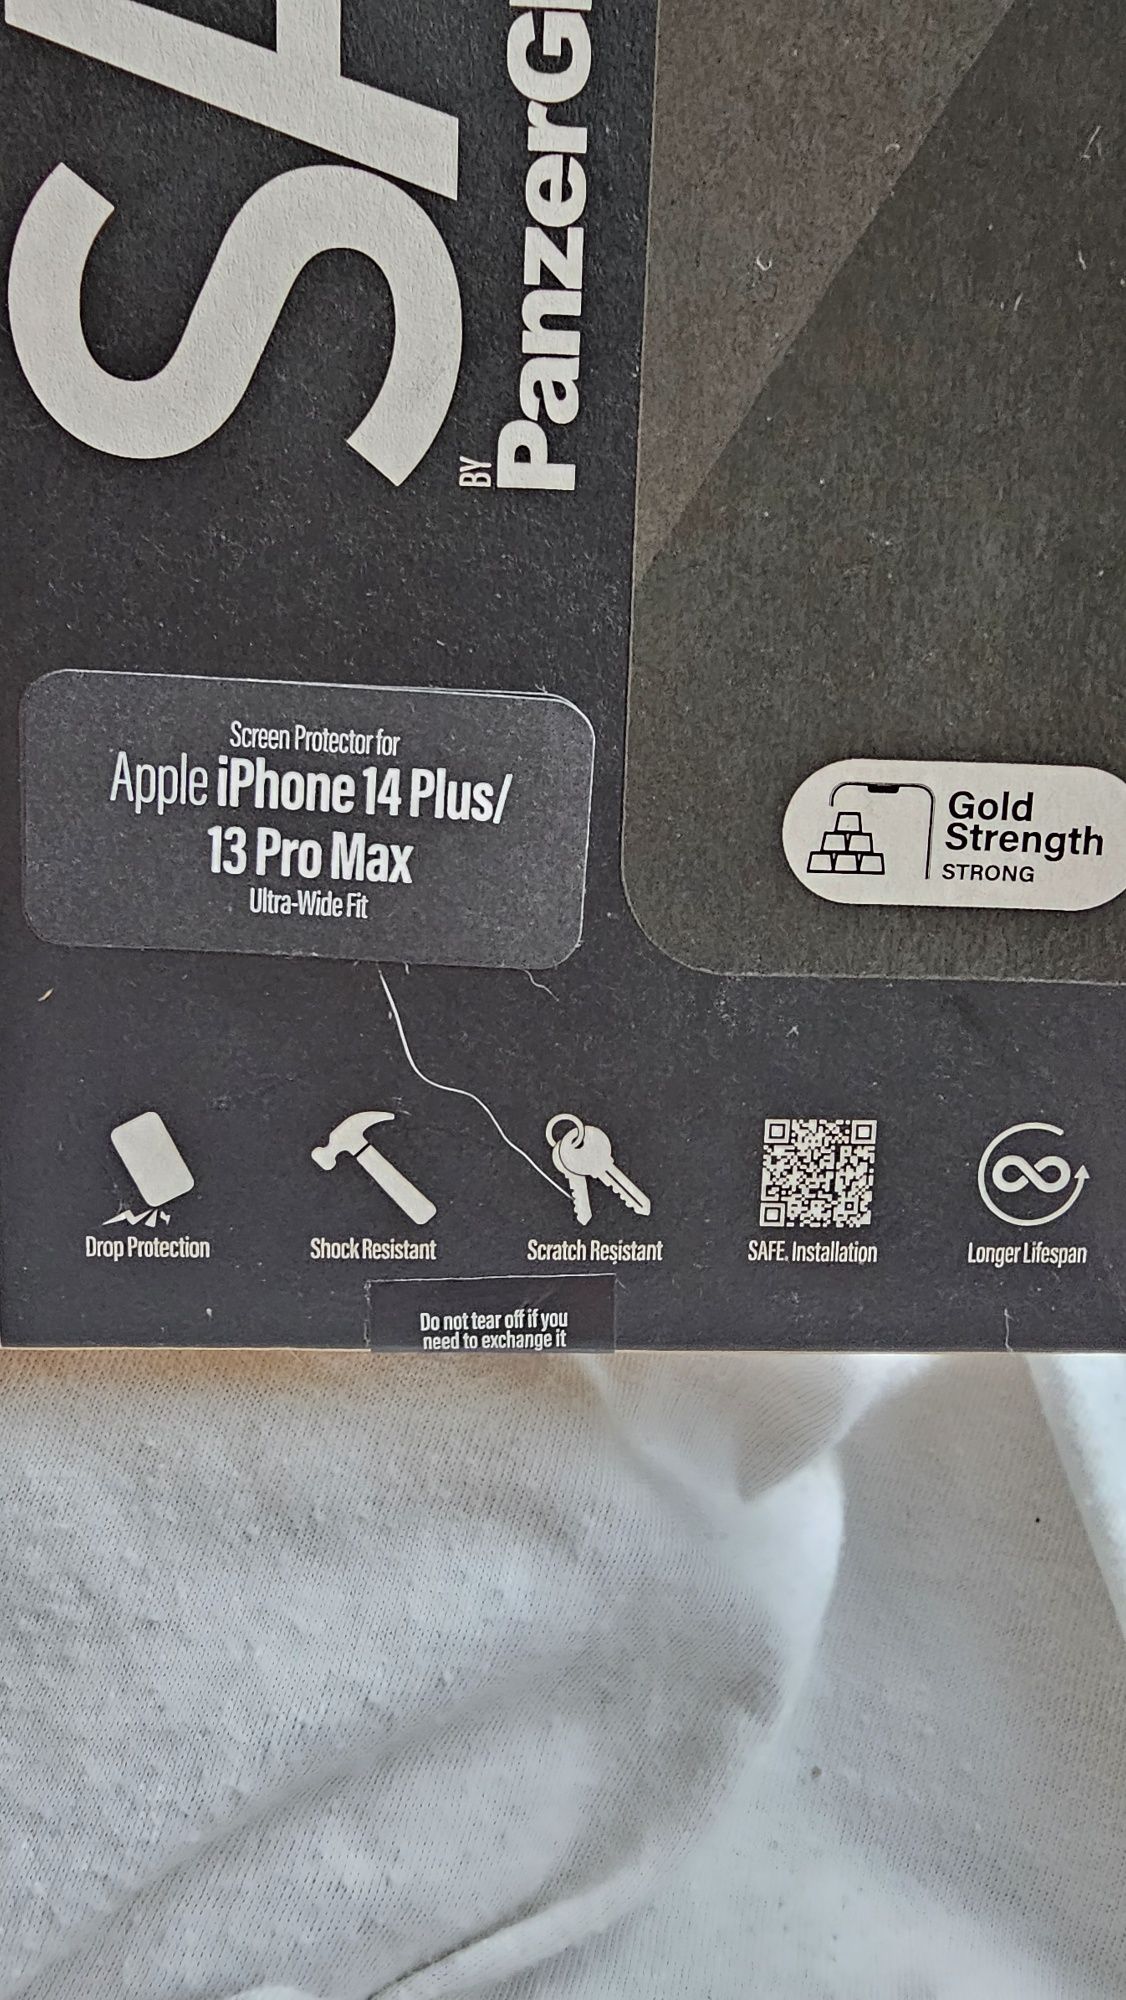 BY
Screen Protector for
Apple iPhone 14 Plus/
13 Pro Max
Ultra-Wide Fit
Gold
Strength
STRONG
Drop Protection
Shock Resistant
Scratch Resistant
SAFE. Installation
Longer Lifespan
Do not tear off if you
need to exchange it